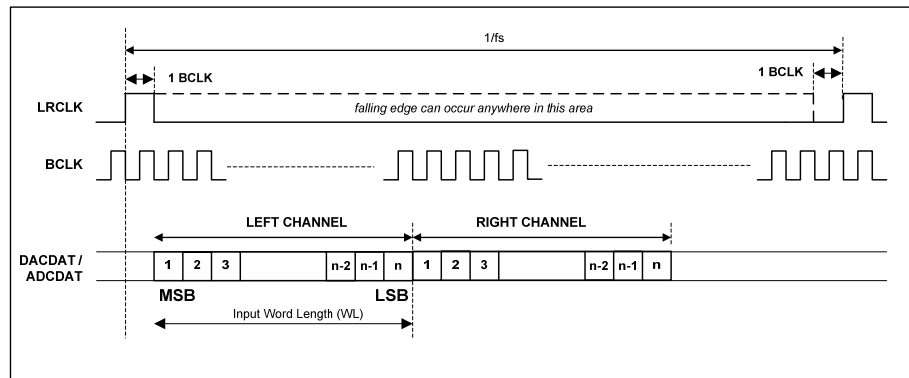 1/fs
1 BCLK
1 BCLK
LRCLK
falling edge can occur anywhere in this area
BCLK
LEFT CHANNEL
RIGHT CHANNEL
DACDAT /
ADCDAT
1 2 3 n-2 n-1 n 1 2 3 n-2 n-1 n
MSB LSB
Input Word Length (WL)